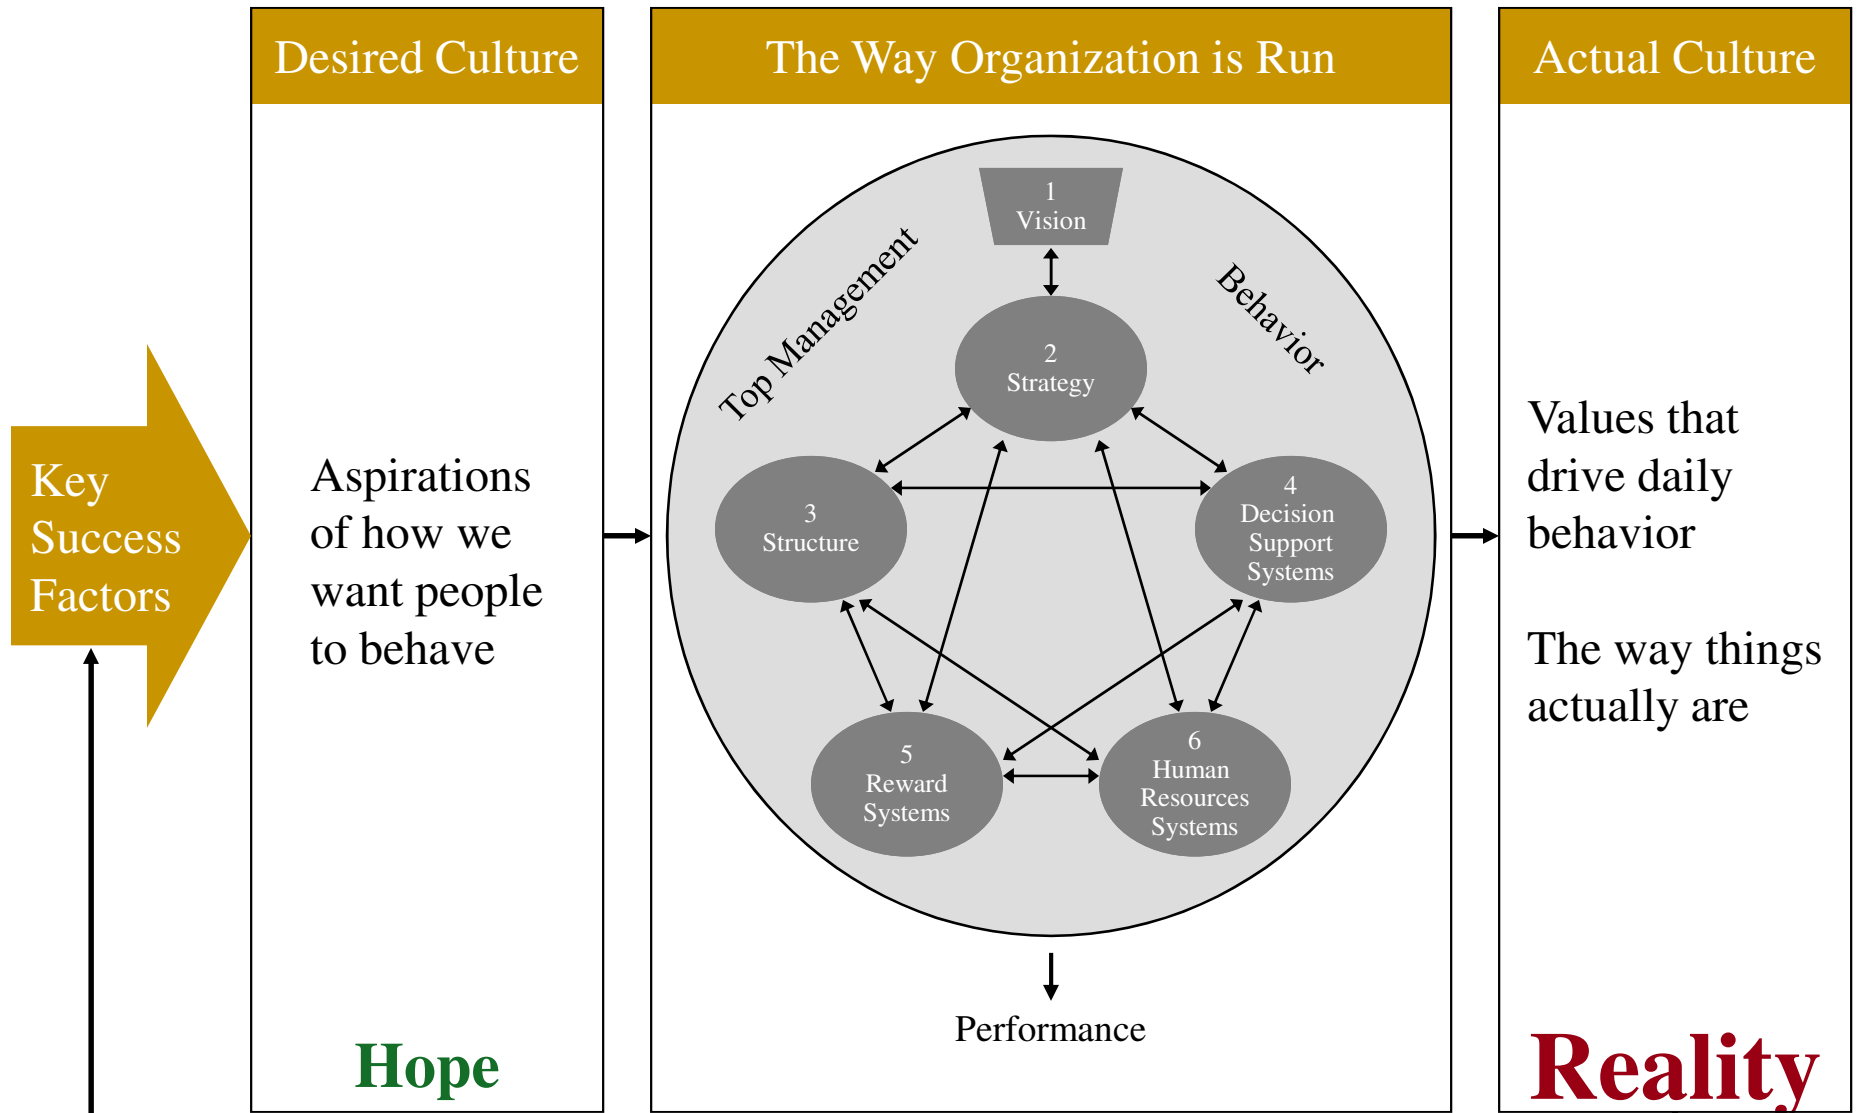 Desired Culture
The Way Organization is Run
Actual Culture
Key
Success
Factors
Aspirations
of how we
want people
to behave
Hope
Top Management
Behavior
1
Vision
2
Strategy
3
Structure
4
Decision
Support
Systems
5
Reward
Systems
6
Human
Resources
Systems
Performance
Values that
drive daily
behavior
The way things
actually are
Reality